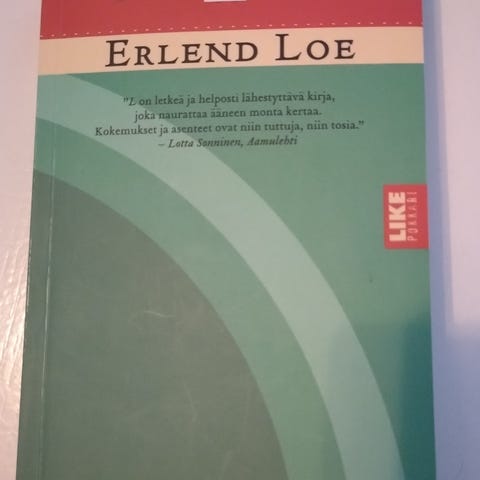 ERLEND LOE
"L on letkeä ja helposti lähestyttävä kirja,
joka naurattaa ääneen monta kertaa.
Kokemukset ja asenteet ovat niin tuttuja, niin tosia."
– Lotta Sonninen, Aamulehti
LIKE
POKKARI